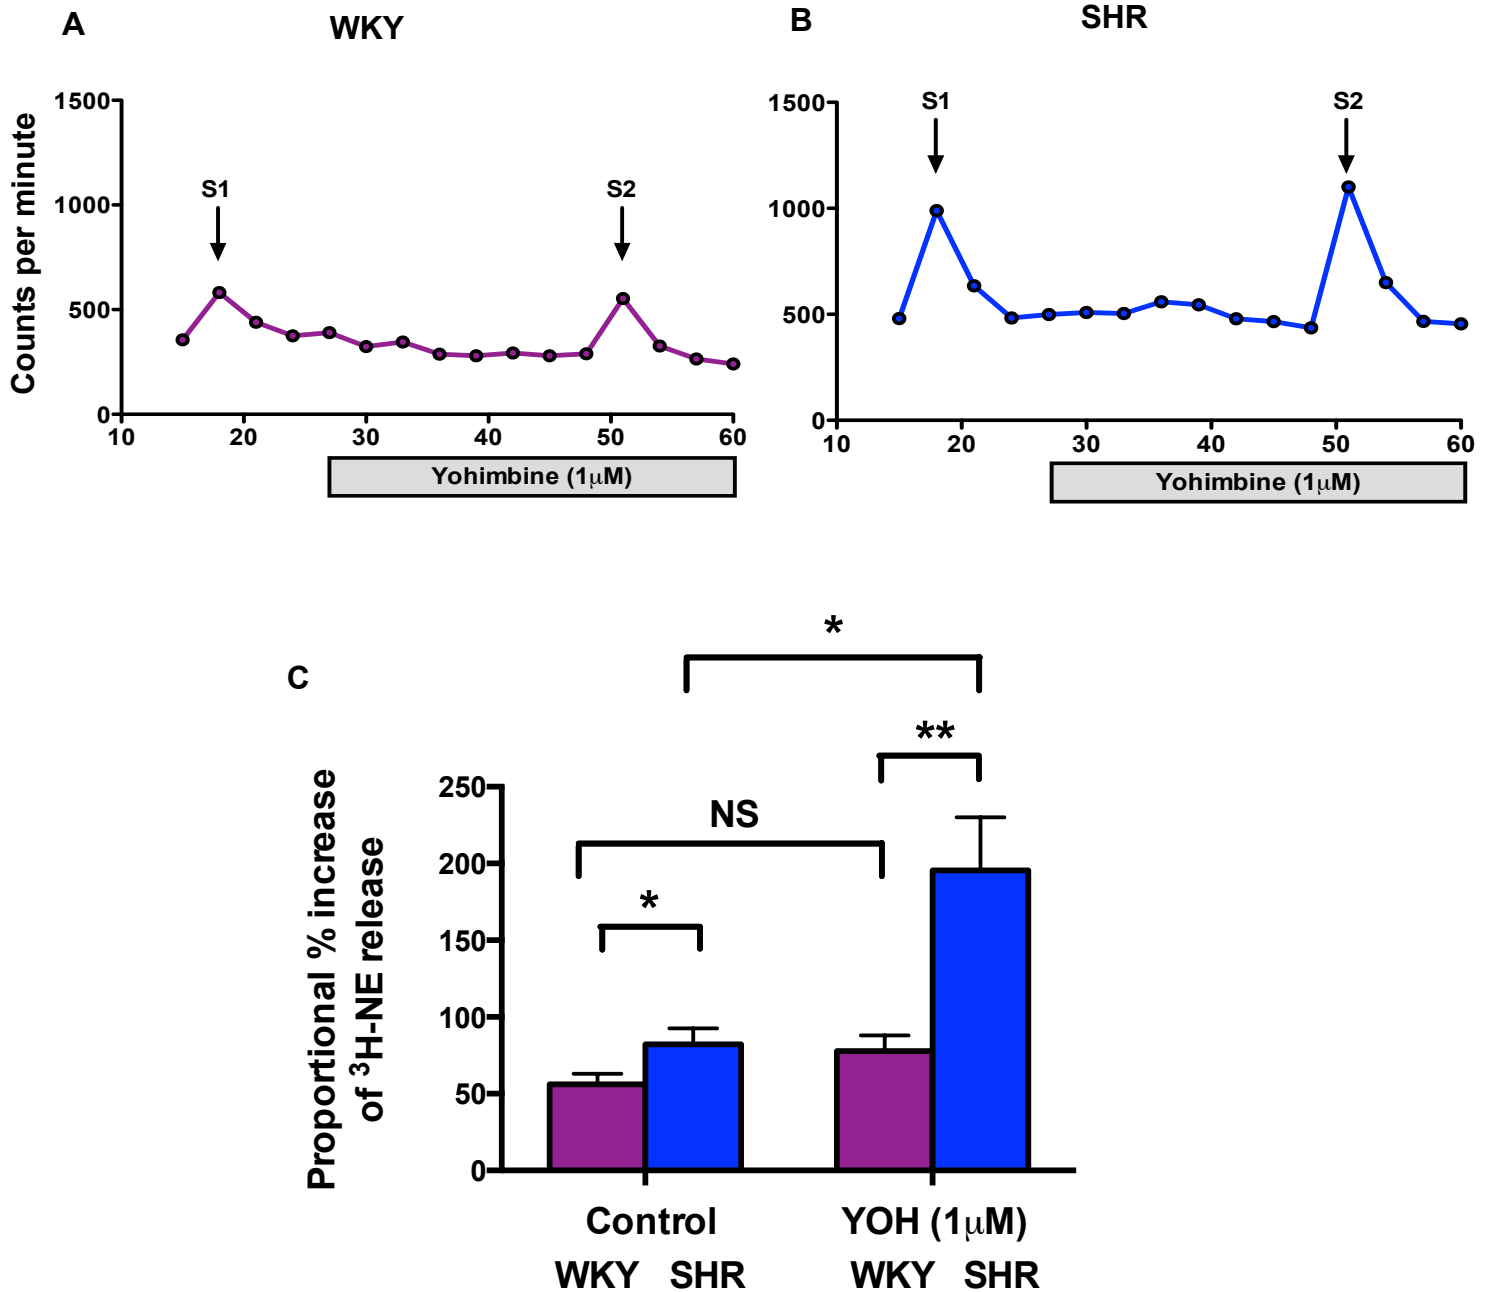 A
WKY
Counts per minute
1500
1000
500
0
S1
S2
10 20 30 40 50 60
Yohimbine (1μM)
B
SHR
1500
1000
500
0
S1
S2
10 20 30 40 50 60
Yohimbine (1μM)
C
Proportional % increase
of ³H-NE release
250
200
150
100
50
0
*
**
NS
*
Control
YOH (1μM)
WKY SHR
WKY SHR